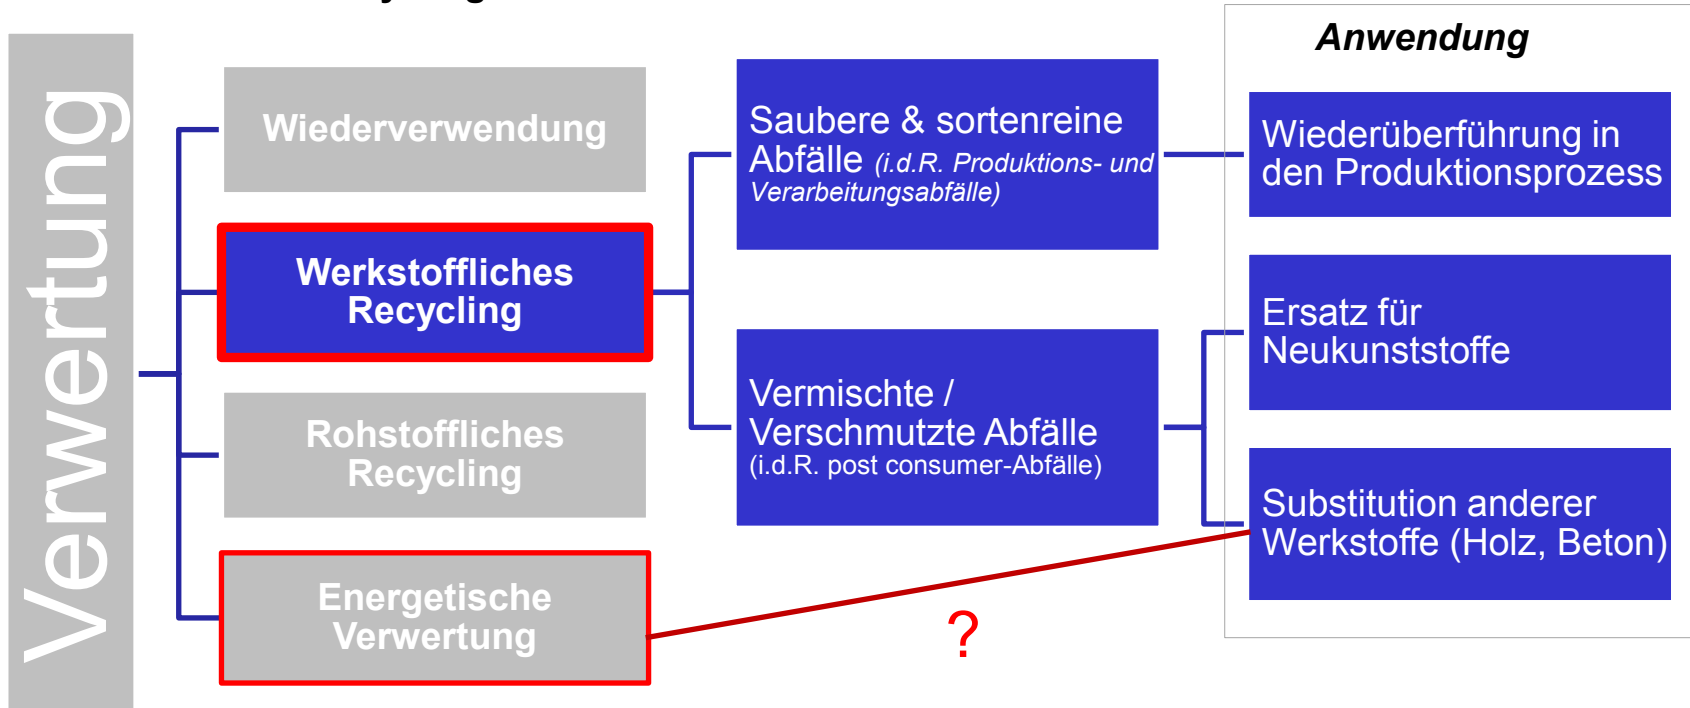 Anwendung
Verwertung
Wiederverwendung
Werkstoffliches
Recycling
Rohstoffliches
Recycling
Energetische
Verwertung
Saubere & sortenreine
Abfälle (i.d.R. Produktions- und
Verarbeitungsabfälle)
Vermischte /
Verschmutzte Abfälle
(i.d.R. post consumer-Abfälle)
Wiederüberführung in
den Produktionsprozess
Ersatz für
Neukunststoffe
Substitution anderer
Werkstoffe (Holz, Beton)
?